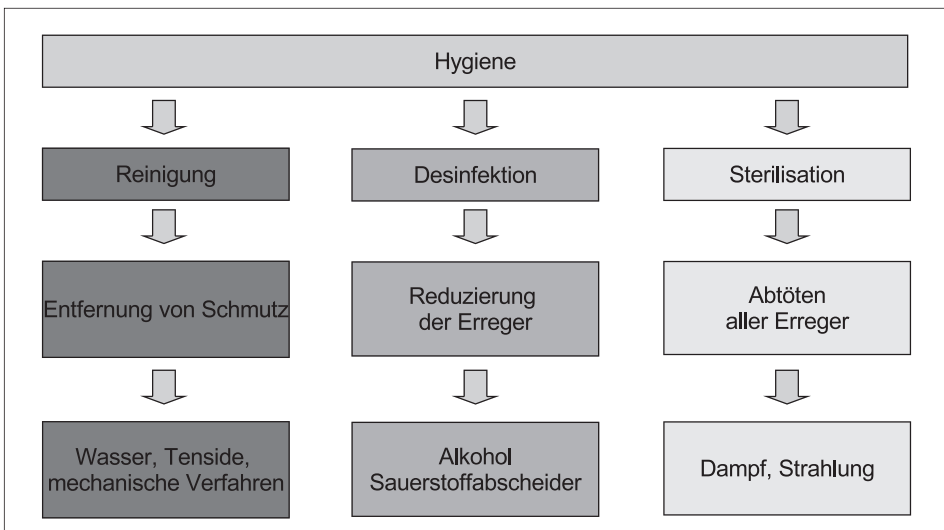 Hygiene
Reinigung
Desinfektion
Sterilisation
Entfernung von Schmutz
Reduzierung
der Erreger
Abtöten
aller Erreger
Wasser, Tenside,
mechanische Verfahren
Alkohol
Sauerstoffabscheider
Dampf, Strahlung